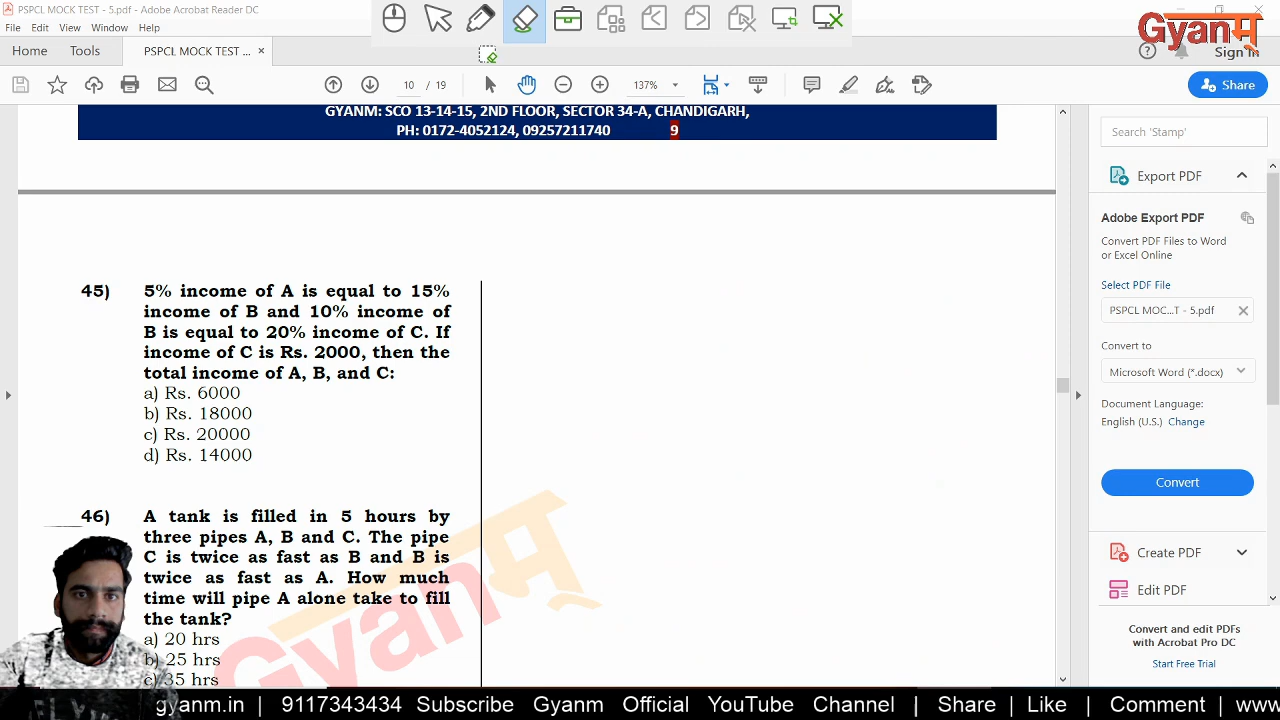 PSPCL MOCK TEST - 5.pdf - Adobe Acrobat Reader DC
File Edit View Window Help
Home Tools PSPCL MOCK TEST ... ×
Gyanम्
Sign In
10 / 19
137%
Share
GYANM: SCO 13-14-15, 2ND FLOOR, SECTOR 34-A, CHANDIGARH,
PH: 0172-4052124, 09257211740 9
45) 5% income of A is equal to 15%
income of B and 10% income of
B is equal to 20% income of C. If
income of C is Rs. 2000, then the
total income of A, B, and C:
a) Rs. 6000
b) Rs. 18000
c) Rs. 20000
d) Rs. 14000
46) A tank is filled in 5 hours by
three pipes A, B and C. The pipe
C is twice as fast as B and B is
twice as fast as A. How much
time will pipe A alone take to fill
the tank?
a) 20 hrs
b) 25 hrs
c) 35 hrs
Gyanम्
Search 'Stamp'
Export PDF
Adobe Export PDF
Convert PDF Files to Word
or Excel Online
Select PDF File
PSPCL MOC...T - 5.pdf
Convert to
Microsoft Word (*.docx)
Document Language:
English (U.S.) Change
Convert
Create PDF
Edit PDF
Convert and edit PDFs
with Acrobat Pro DC
Start Free Trial
gyanm.in | 9117343434 Subscribe Gyanm Official YouTube Channel | Share | Like | Comment | www